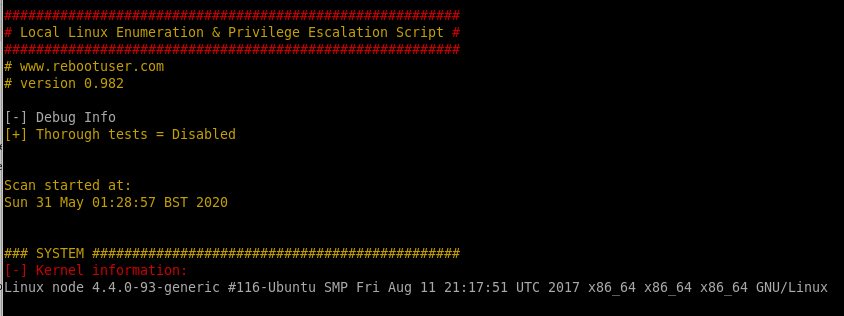 #########################################################
# Local Linux Enumeration & Privilege Escalation Script #
#########################################################
# www.rebootuser.com
# version 0.982
[-] Debug Info
[+] Thorough tests = Disabled
Scan started at:
Sun 31 May 01:28:57 BST 2020
### SYSTEM ##############################################
[-] Kernel information:
Linux node 4.4.0-93-generic #116-Ubuntu SMP Fri Aug 11 21:17:51 UTC 2017 x86_64 x86_64 x86_64 GNU/Linux